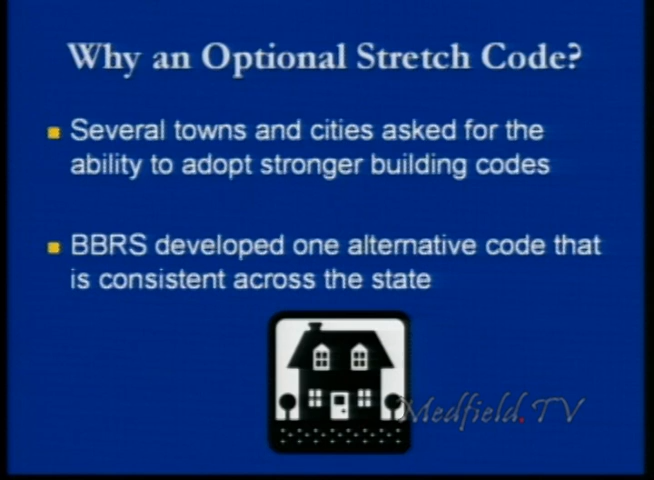 Why an Optional Stretch Code?
Several towns and cities asked for the
ability to adopt stronger building codes
BBRS developed one alternative code that
is consistent across the state
Medfield.TV